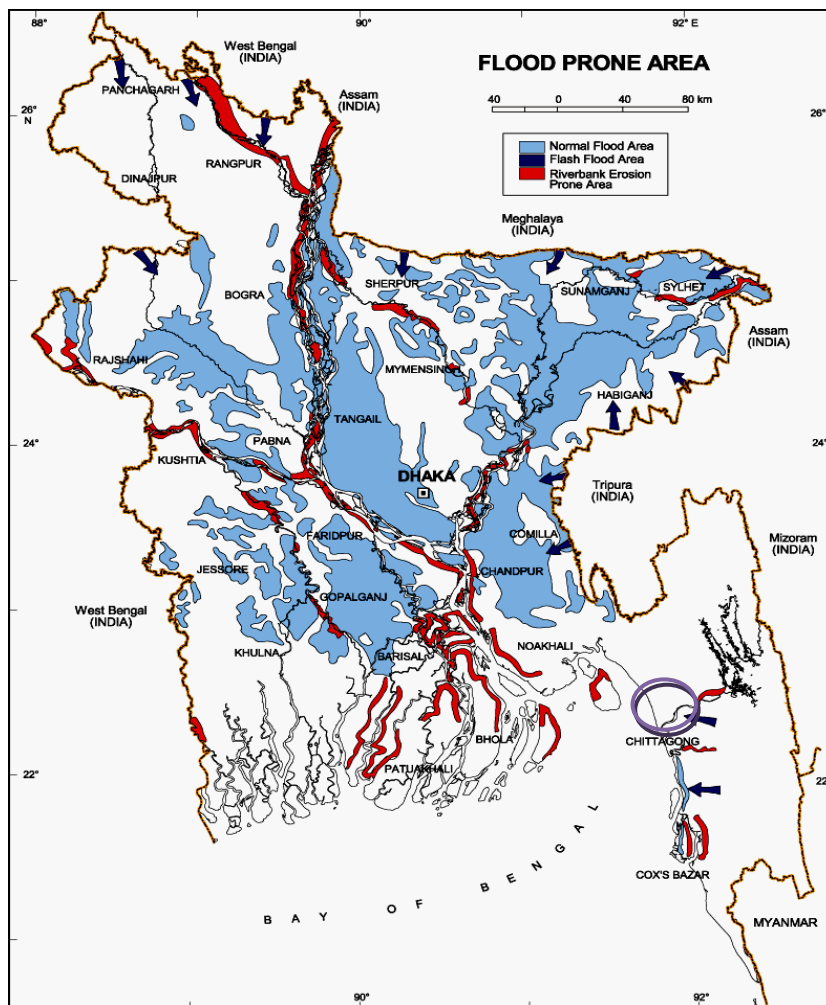 88°
90°
92° E
West Bengal
(INDIA)
FLOOD PRONE AREA
PANCHAGARH
Assam
(INDIA)
40 0 40 80 km
26°
N
26°
Normal Flood Area
Flash Flood Area
Riverbank Erosion
Prone Area
RANGPUR
DINAJPUR
Meghalaya
(INDIA)
SHERPUR
SUNAMGANJ
SYLHET
BOGRA
Assam
(INDIA)
RAJSHAHI
MYMENSING
HABIGANJ
TANGAIL
PABNA
24°
24°
KUSHTIA
DHAKA
Tripura
(INDIA)
FARIDPUR
COMILLA
Mizoram
(INDIA)
JESSORE
CHANDPUR
GOPALGANJ
West Bengal
(INDIA)
KHULNA
BARISAL
NOAKHALI
BHOLA
CHITTAGONG
PATUAKHALI
22°
22
COX'S BAZAR
BAY OF BENGAL
MYANMAR
90°
92°